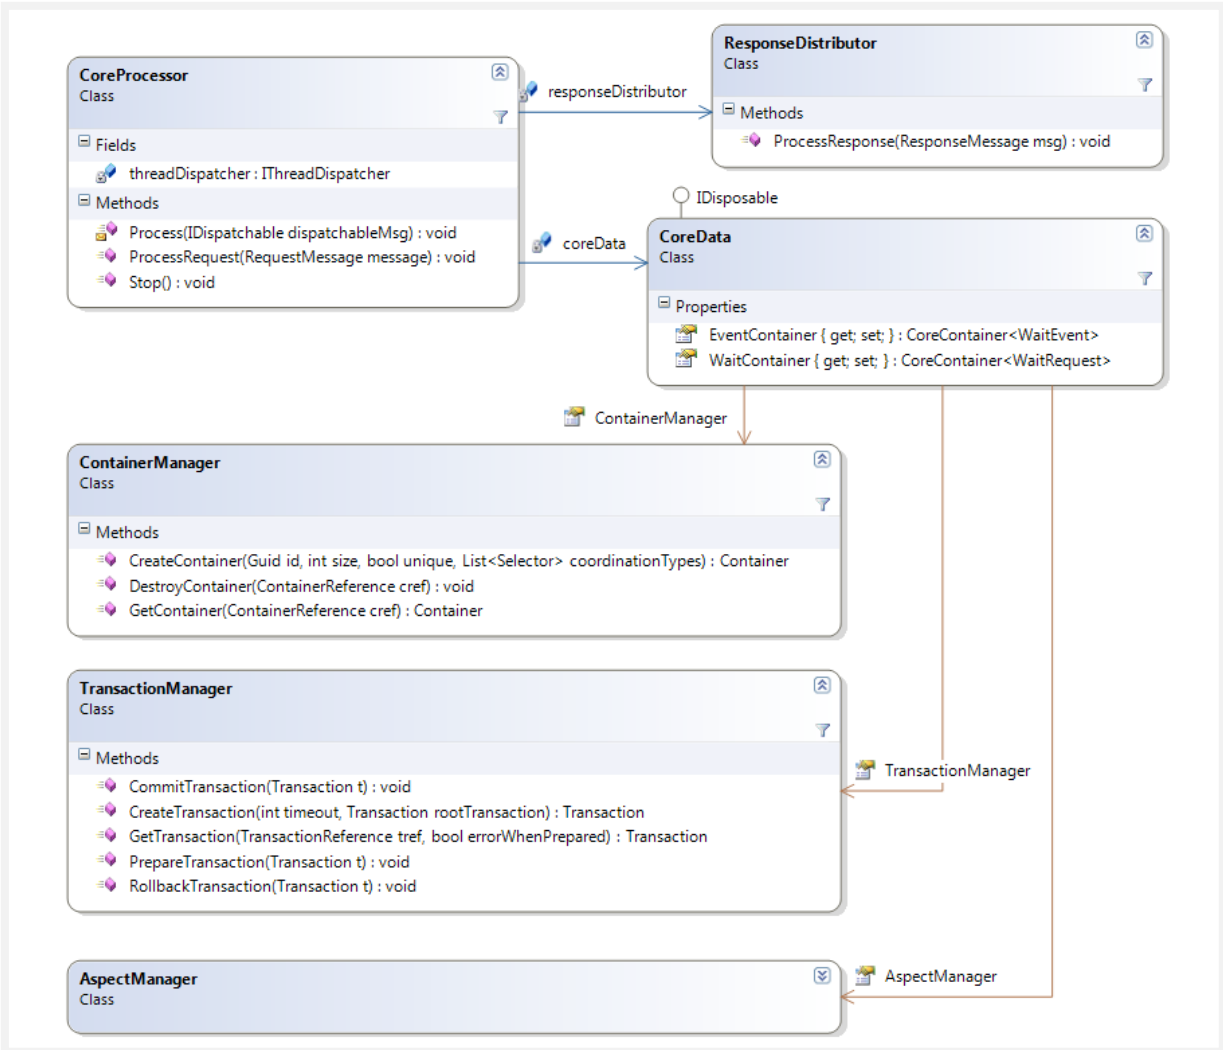 CoreProcessor
Class
Fields
threadDispatcher : IThreadDispatcher
Methods
Process(IDispatchable dispatchableMsg) : void
ProcessRequest(RequestMessage message) : void
Stop() : void
responseDistributor
ResponseDistributor
Class
Methods
ProcessResponse(ResponseMessage msg) : void
IDisposable
coreData
CoreData
Class
Properties
EventContainer { get; set; } : CoreContainer<WaitEvent>
WaitContainer { get; set; } : CoreContainer<WaitRequest>
ContainerManager
ContainerManager
Class
Methods
CreateContainer(Guid id, int size, bool unique, List<Selector> coordinationTypes) : Container
DestroyContainer(ContainerReference cref) : void
GetContainer(ContainerReference cref) : Container
TransactionManager
Class
Methods
CommitTransaction(Transaction t) : void
CreateTransaction(int timeout, Transaction rootTransaction) : Transaction
GetTransaction(TransactionReference tref, bool errorWhenPrepared) : Transaction
PrepareTransaction(Transaction t) : void
RollbackTransaction(Transaction t) : void
TransactionManager
AspectManager
Class
AspectManager